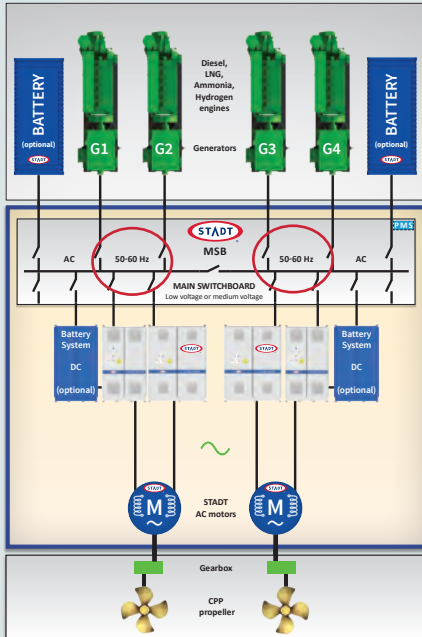 Diesel,
LNG,
Ammonia,
Hydrogen
engines
BATTERY
(optional)
STADT
G1
G2
Generators
G3
G4
BATTERY
(optional)
STADT
STADT
MSB
PMS
AC
50-60 Hz
50-60 Hz
AC
MAIN SWITCHBOARD
Low voltage or medium voltage
Battery
System
DC
(optional)
STADT
STADT
Battery
System
DC
(optional)
STADT
M
STADT
AC motors
STADT
M
Gearbox
CPP
propeller